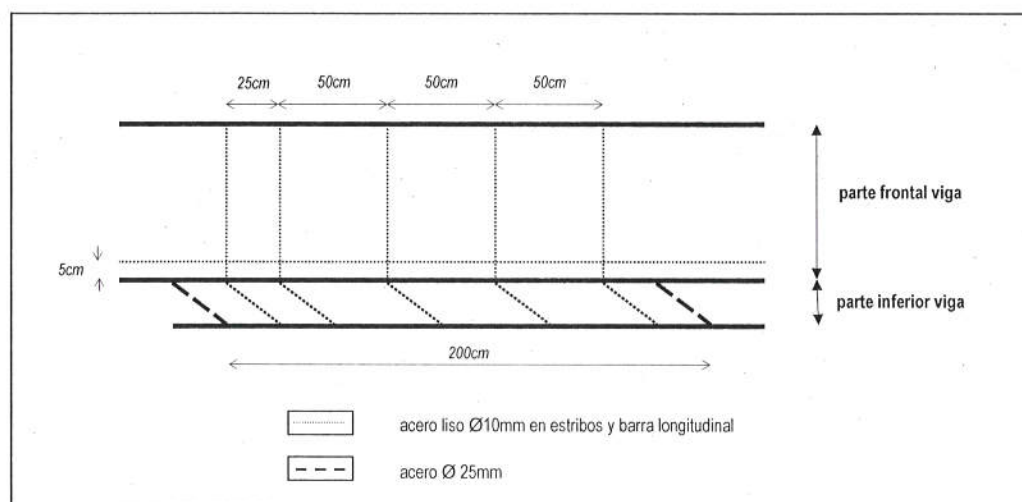 25cm 50cm 50cm 50cm
parte frontal viga
5cm
parte inferior viga
200cm
acero liso Ø10mm en estribos y barra longitudinal
acero Ø 25mm